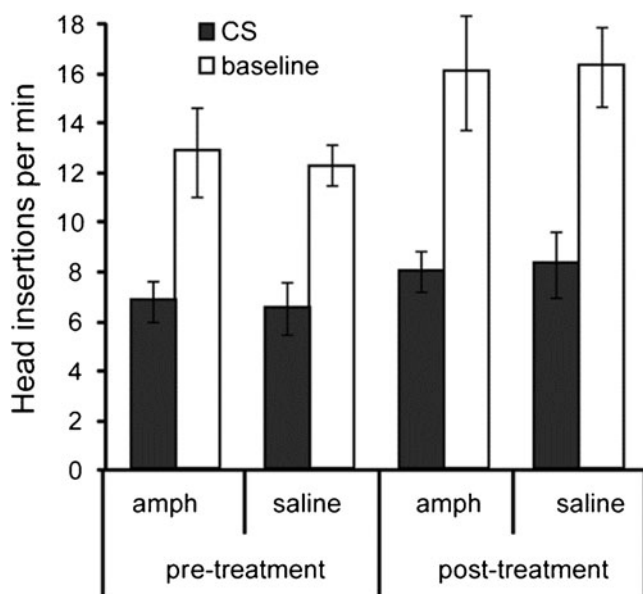 18
16
14
12
10
8
6
4
2
0
Head insertions per min
CS
baseline
amph
saline
amph
saline
pre-treatment
post-treatment